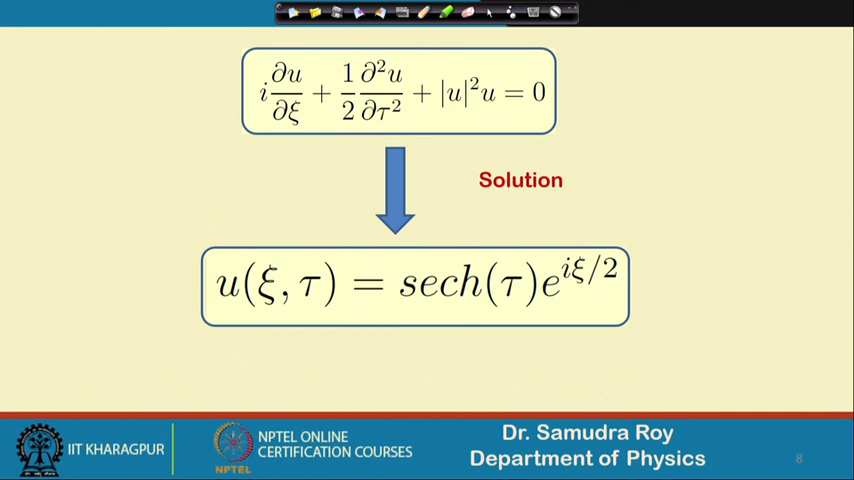 i ∂u/∂ξ + 1/2 ∂²u/∂τ² + |u|²u = 0
Solution
u(ξ, τ) = sech(τ)e^{iξ/2}
IIT KHARAGPUR
NPTEL
NPTEL ONLINE
CERTIFICATION COURSES
Dr. Samudra Roy
Department of Physics
8